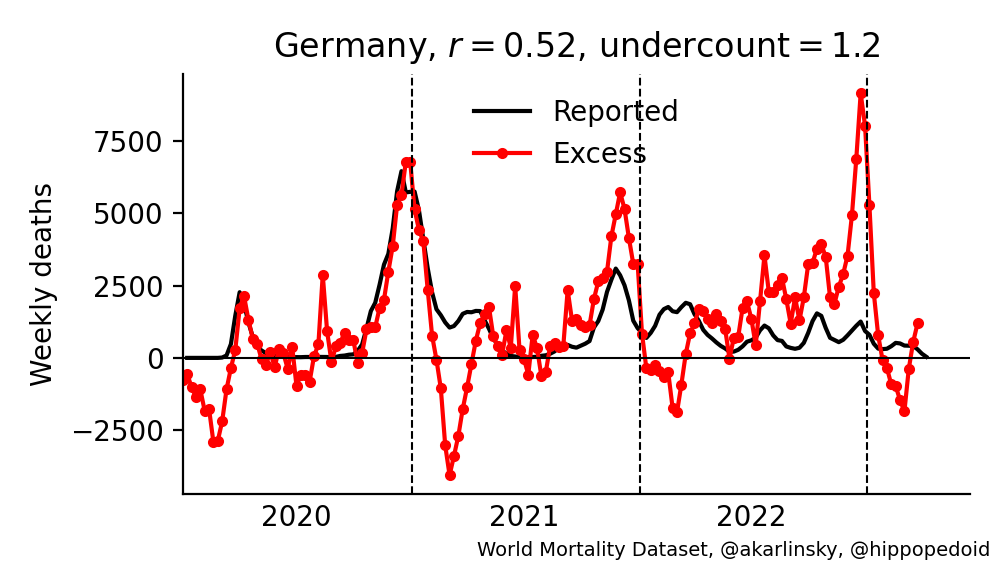 Germany, r = 0.52, undercount = 1.2
Reported
Excess
Weekly deaths
7500
5000
2500
0
−2500
2020 2021 2022
World Mortality Dataset, @akarlinsky, @hippopedoid